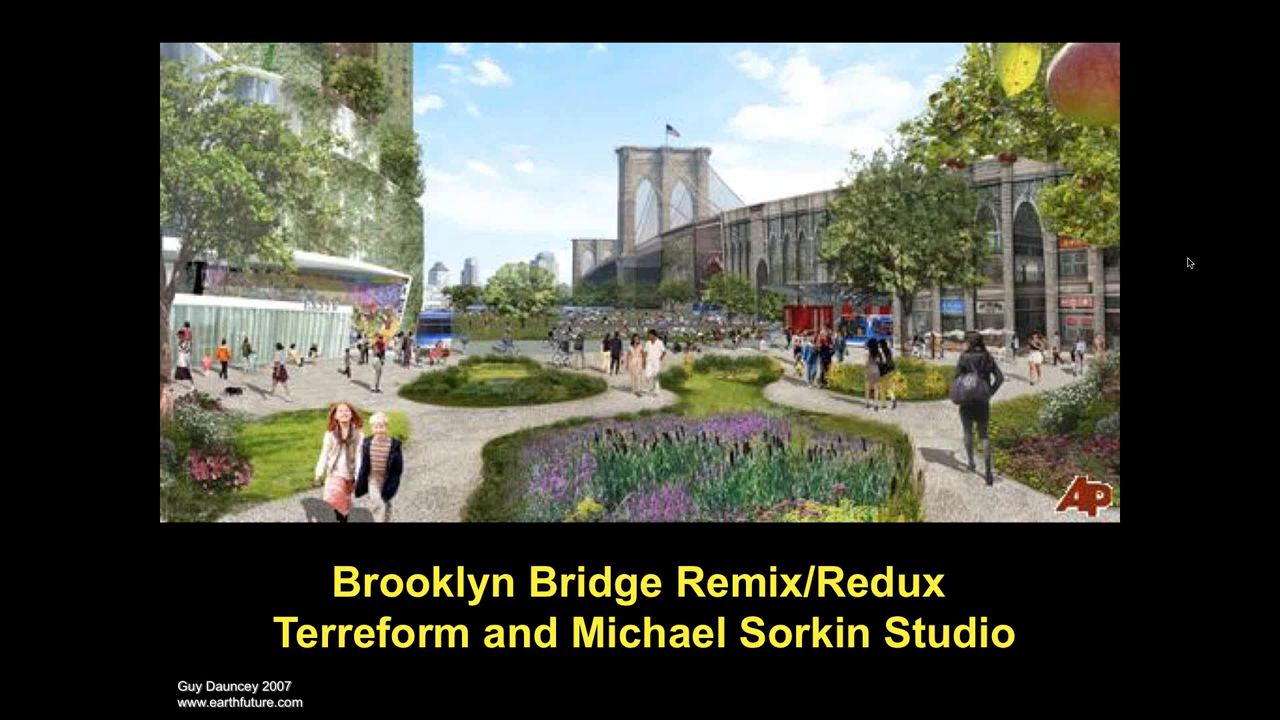 AP
Brooklyn Bridge Remix/Redux
Terreform and Michael Sorkin Studio
Guy Dauncey 2007
www.earthfuture.com